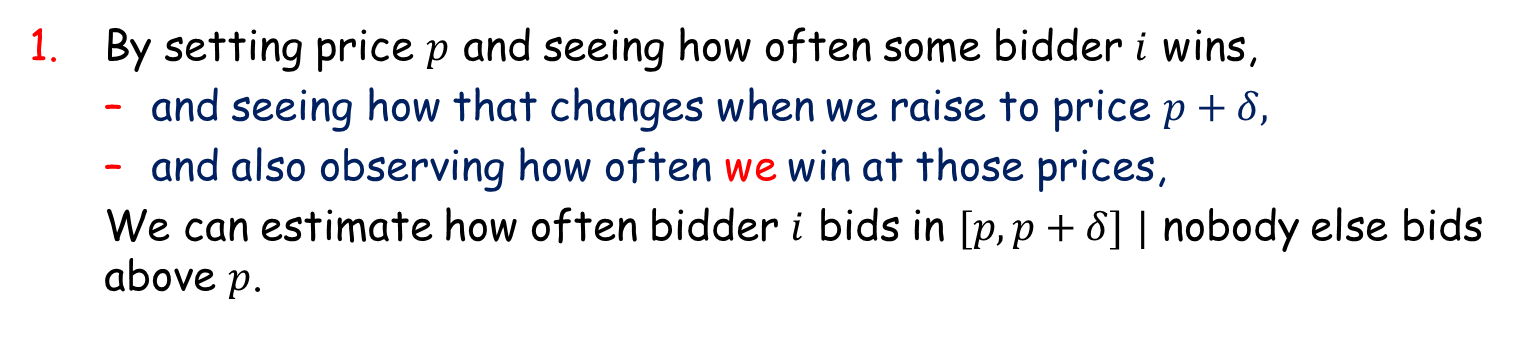 1. By setting price p and seeing how often some bidder i wins,
– and seeing how that changes when we raise to price p + δ,
– and also observing how often we win at those prices,
We can estimate how often bidder i bids in [p, p + δ] | nobody else bids
above p.